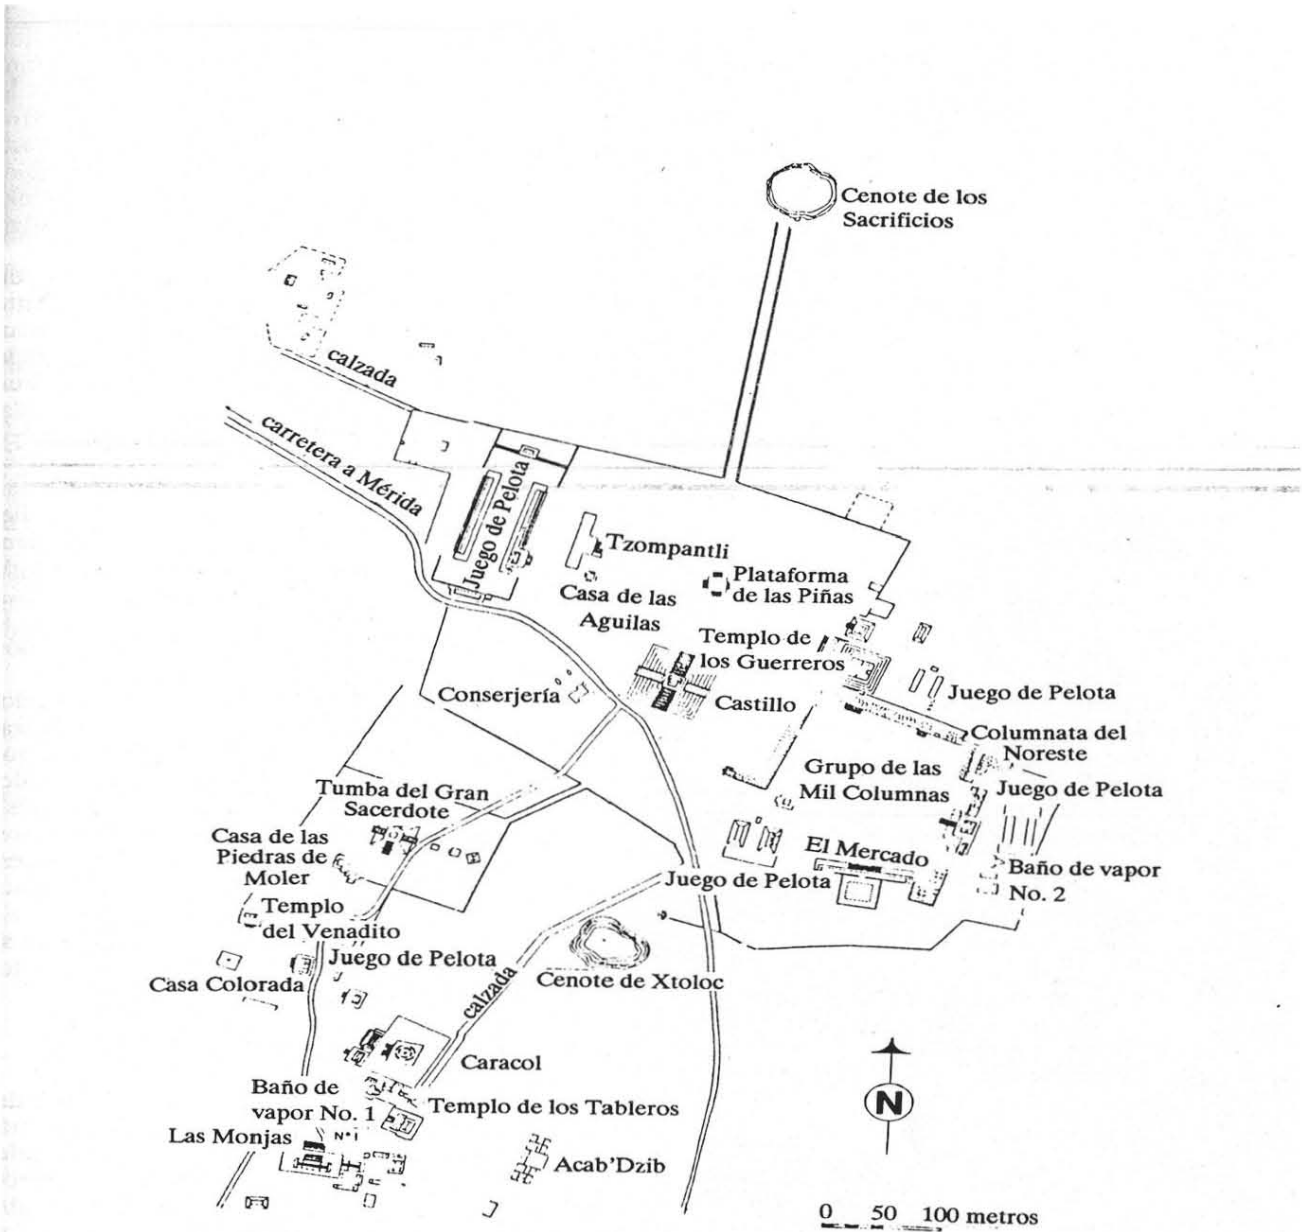 Cenote de los
Sacrificios
calzada
carretera a Mérida
Juego de Pelota
Tzompantli
Plataforma
de las Piñas
Casa de las
Aguilas
Templo de
los Guerreros
Conserjería
Castillo
Juego de Pelota
Columnata del
Noreste
Grupo de las
Mil Columnas
Juego de Pelota
Tumba del Gran
Sacerdote
Casa de las
Piedras de
Moler
El Mercado
Baño de vapor
No. 2
Juego de Pelota
Templo
del Venadito
Juego de Pelota
Casa Colorada
Cenote de Xtoloc
calzada
Caracol
Baño de
vapor No. 1
Templo de los Tableros
Las Monjas
N°1
Acab'Dzib
N
0 50 100 metros